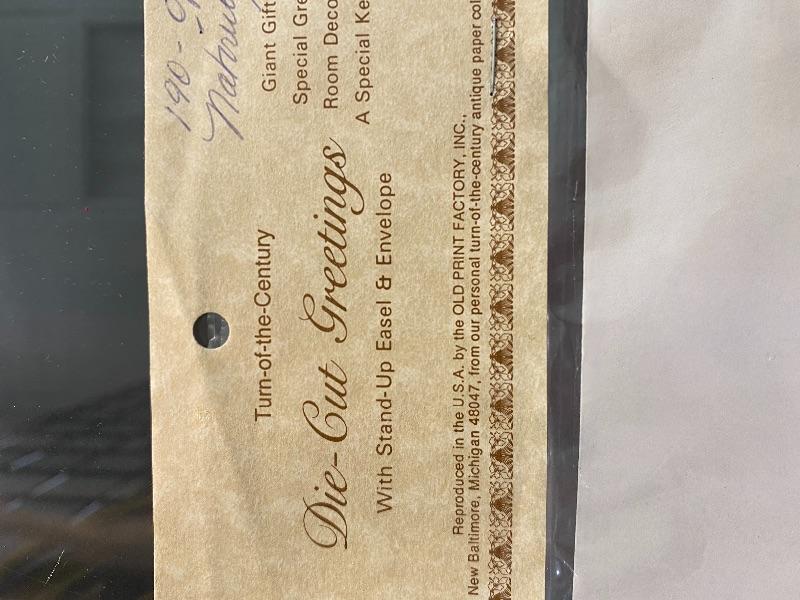 190-9
Giant Gift
Special Gre
Room Deco
A Special Ke
Turn-of-the-Century
Die-Cut Greetings
With Stand-Up Easel & Envelope
Reproduced in the U.S.A. by the OLD PRINT FACTORY, INC.,
New Baltimore, Michigan 48047, from our personal turn-of-the-century antique paper col